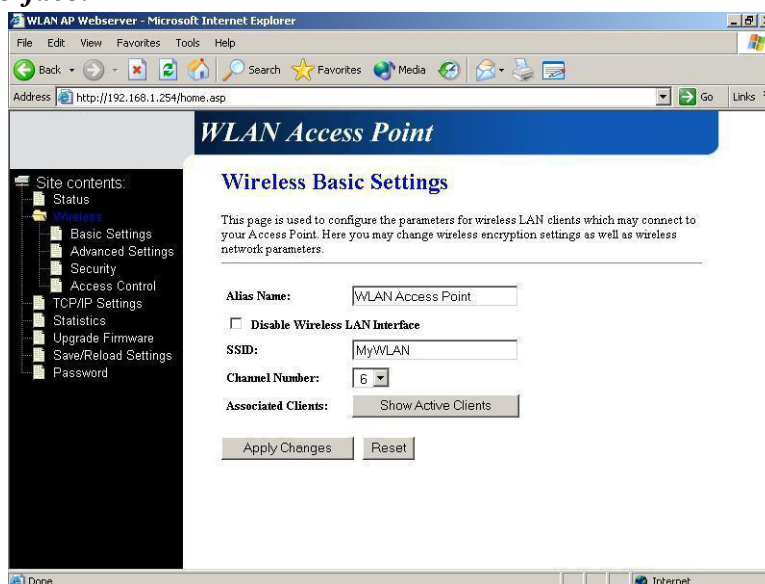 WLAN AP Webserver - Microsoft Internet Explorer
File Edit View Favorites Tools Help
Back Search Favorites Media
Address http://192.168.1.254/home.asp Go Links
WLAN Access Point
Site contents:
Status
Wireless
Basic Settings
Advanced Settings
Security
Access Control
TCP/IP Settings
Statistics
Upgrade Firmware
Save/Reload Settings
Password
Wireless Basic Settings
This page is used to configure the parameters for wireless LAN clients which may connect to
your Access Point. Here you may change wireless encryption settings as well as wireless
network parameters.
Alias Name: WLAN Access Point
Disable Wireless LAN Interface
SSID: MyWLAN
Channel Number: 6
Associated Clients: Show Active Clients
Apply Changes Reset
Done Internet